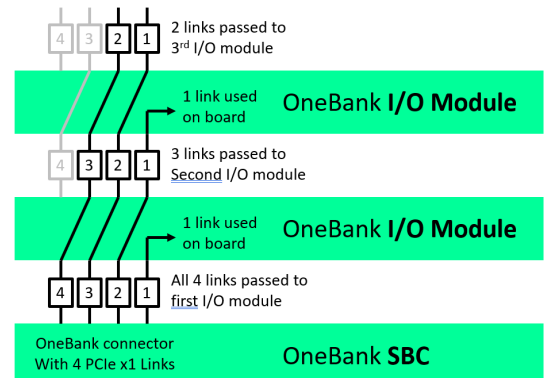 4 3 2 1
2 links passed to
3rd I/O module
1 link used
on board
OneBank I/O Module
4 3 2 1
3 links passed to
Second I/O module
1 link used
on board
OneBank I/O Module
4 3 2 1
All 4 links passed to
first I/O module
OneBank connector
With 4 PCIe x1 Links
OneBank SBC